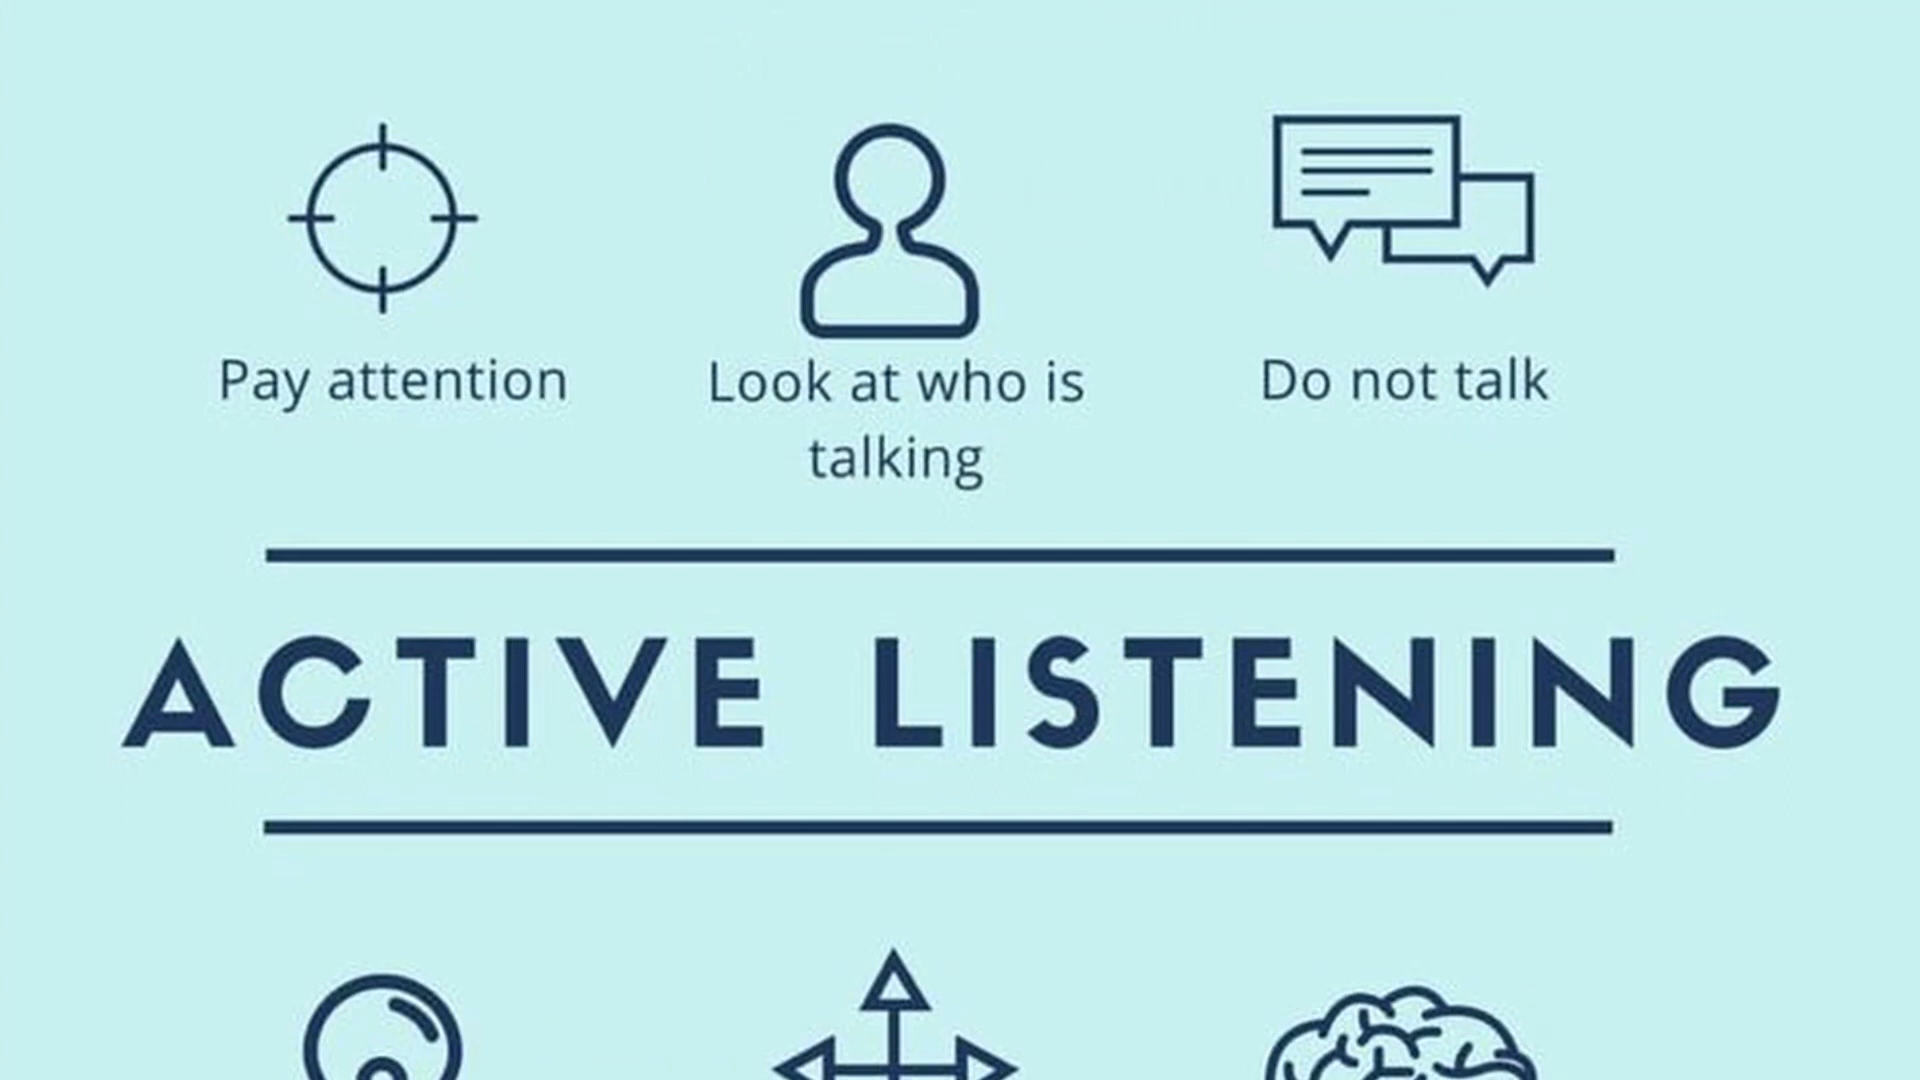 Pay attention
Look at who is
talking
Do not talk
ACTIVE LISTENING